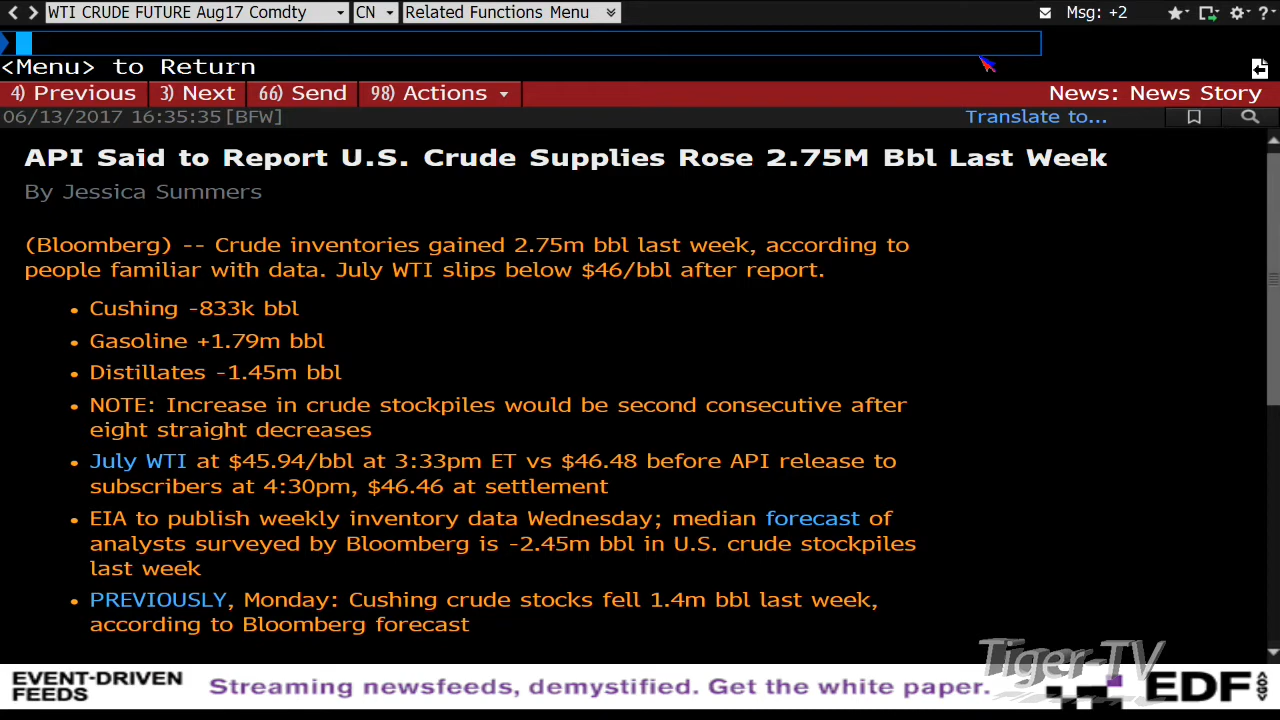 WTI CRUDE FUTURE Aug17 Comdty CN Related Functions Menu Msg: +2
<Menu> to Return
4) Previous 3) Next 66) Send 98) Actions News: News Story
06/13/2017 16:35:35 [BFW] Translate to...
API Said to Report U.S. Crude Supplies Rose 2.75M Bbl Last Week
By Jessica Summers
(Bloomberg) -- Crude inventories gained 2.75m bbl last week, according to
people familiar with data. July WTI slips below $46/bbl after report.
• Cushing -833k bbl
• Gasoline +1.79m bbl
• Distillates -1.45m bbl
• NOTE: Increase in crude stockpiles would be second consecutive after
eight straight decreases
• July WTI at $45.94/bbl at 3:33pm ET vs $46.48 before API release to
subscribers at 4:30pm, $46.46 at settlement
• EIA to publish weekly inventory data Wednesday; median forecast of
analysts surveyed by Bloomberg is -2.45m bbl in U.S. crude stockpiles
last week
• PREVIOUSLY, Monday: Cushing crude stocks fell 1.4m bbl last week,
according to Bloomberg forecast
Tiger-TV
EVENT-DRIVEN
FEEDS
Streaming newsfeeds, demystified. Get the white paper.
EDF